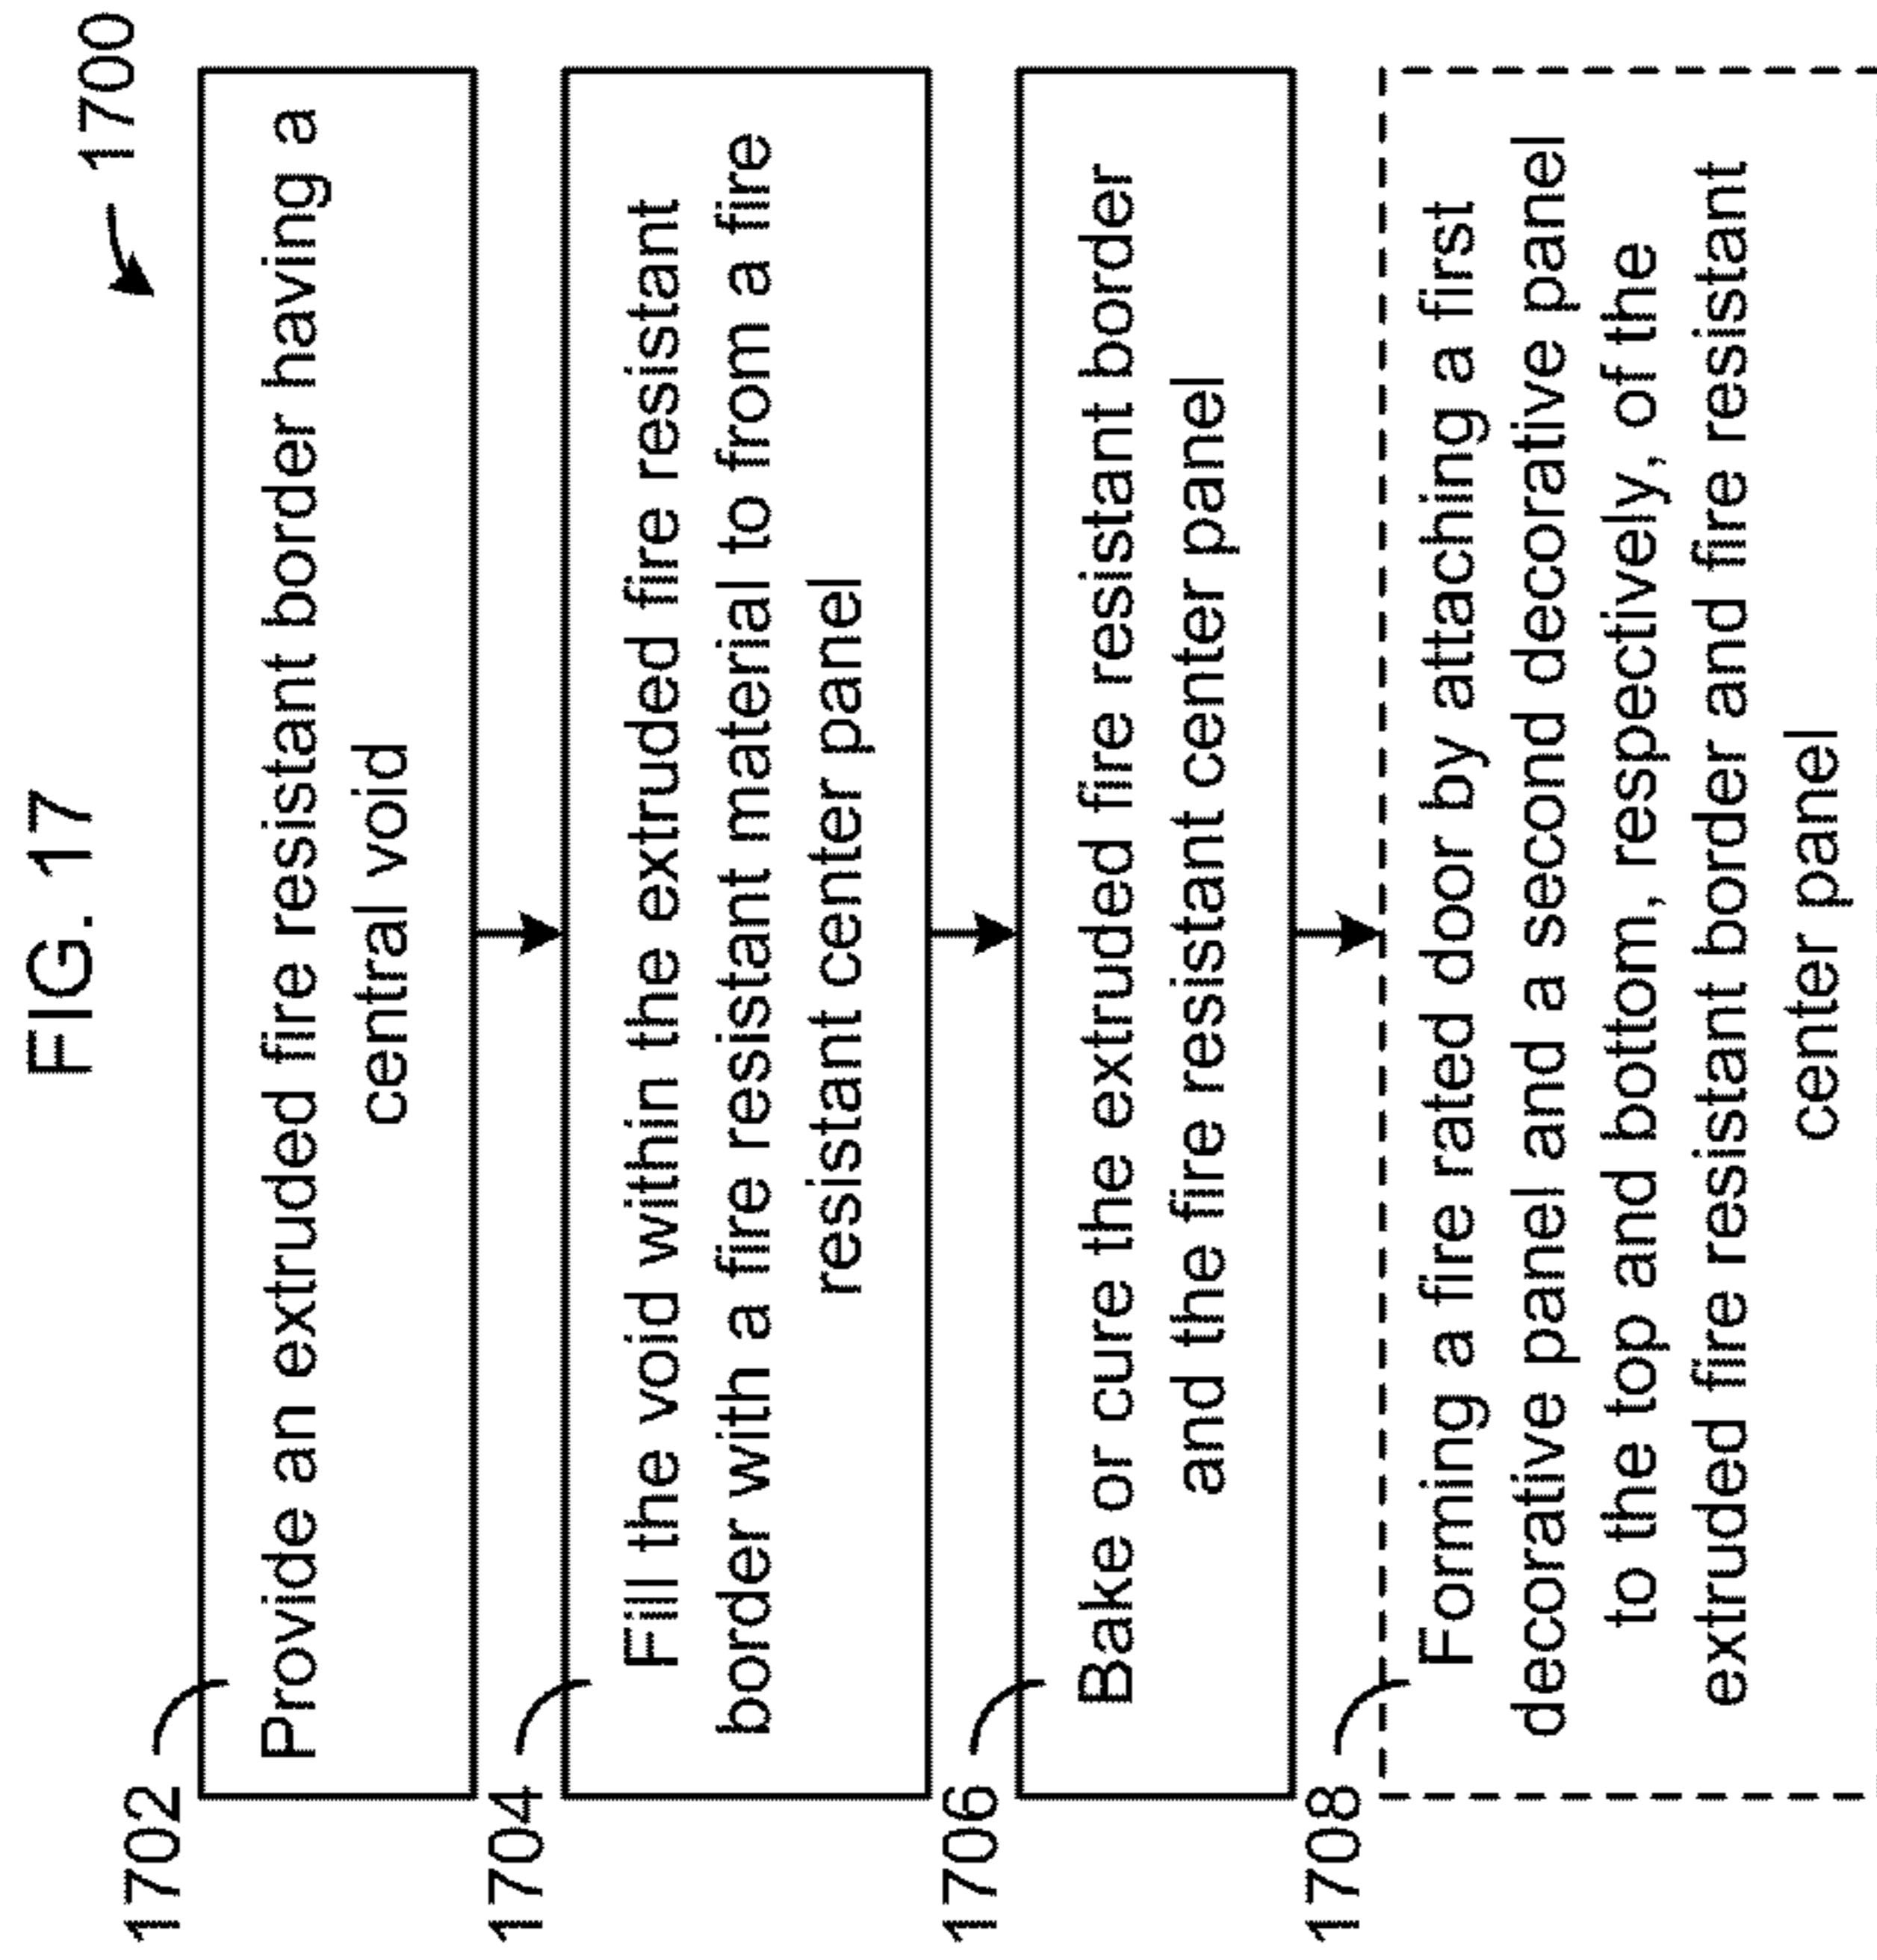 FIG. 17
1700
1702
Provide an extruded fire resistant border having a
central void
1704
Fill the void within the extruded fire resistant
border with a fire resistant material to from a fire
resistant center panel
1706
Bake or cure the extruded fire resistant border
and the fire resistant center panel
1708
Forming a fire rated door by attaching a first
decorative panel and a second decorative panel
to the top and bottom, respectively, of the
extruded fire resistant border and fire resistant
center panel